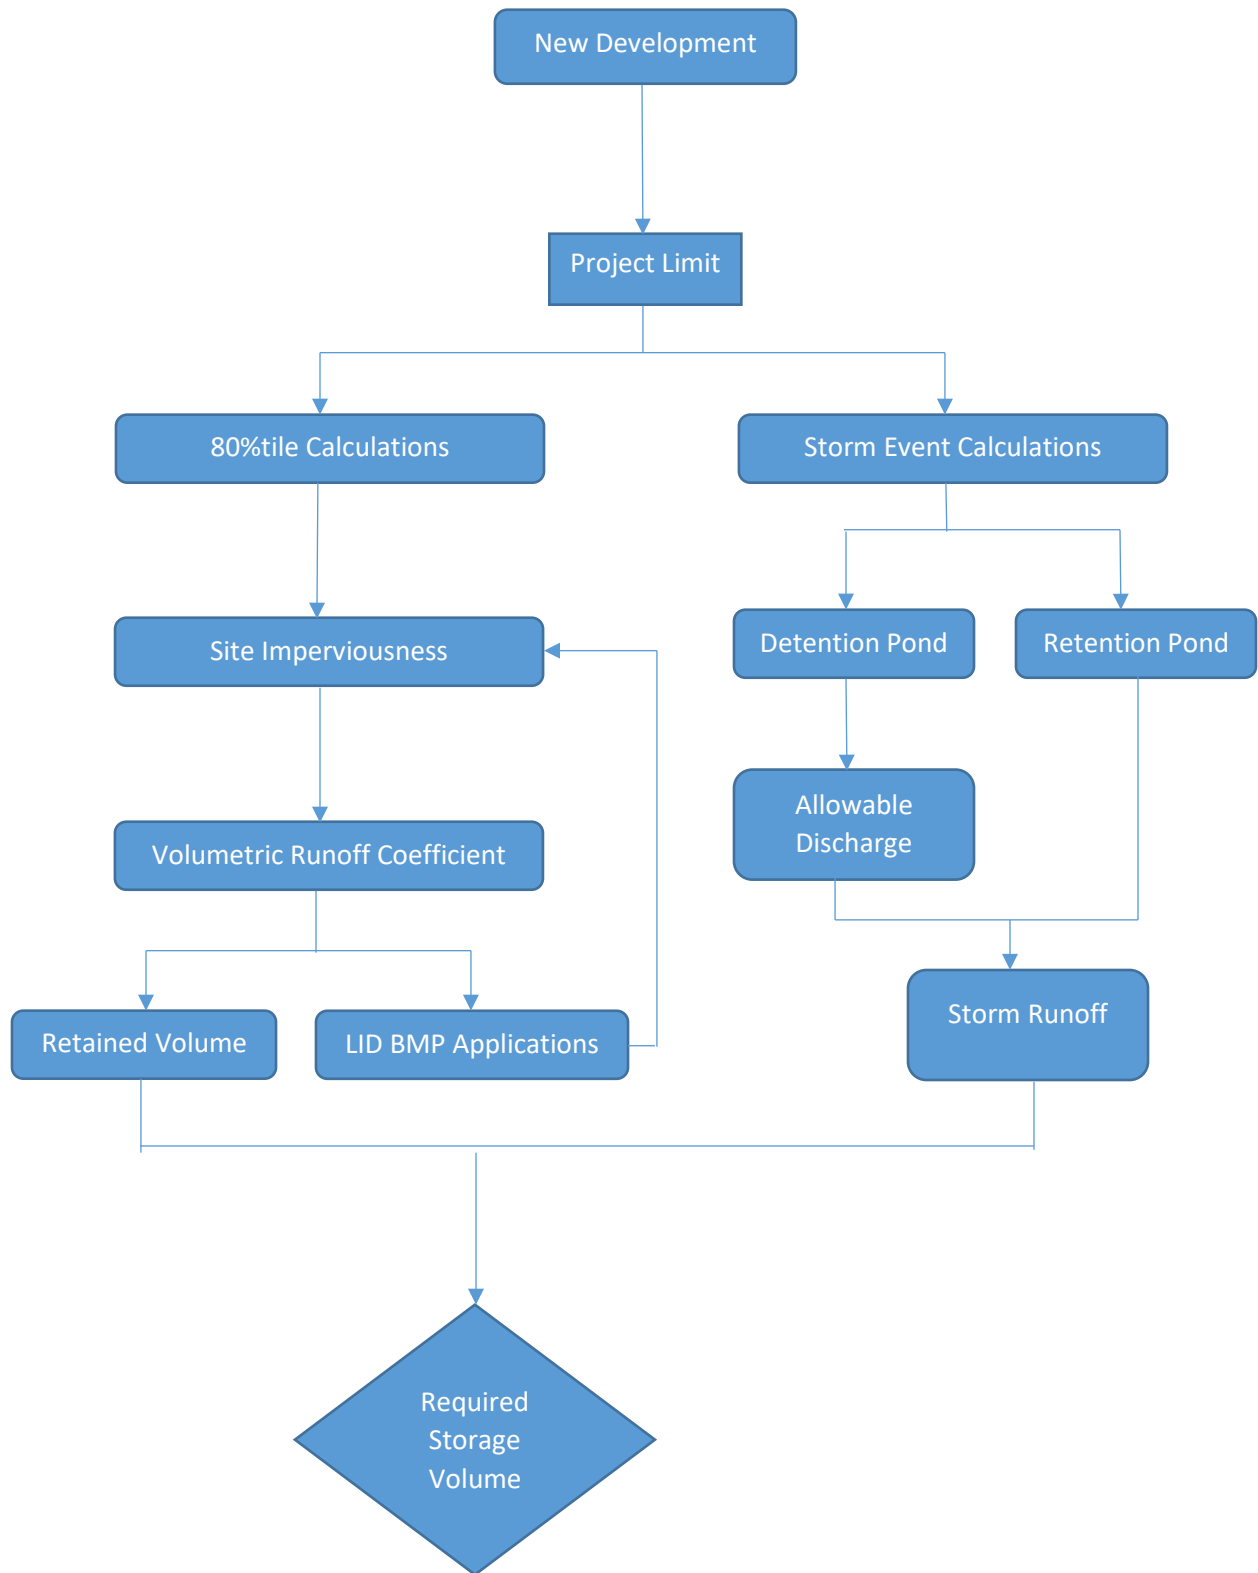 New Development
Project Limit
80%tile Calculations
Storm Event Calculations
Site Imperviousness
Detention Pond
Retention Pond
Allowable
Discharge
Volumetric Runoff Coefficient
Retained Volume
LID BMP Applications
Storm Runoff
Required
Storage
Volume